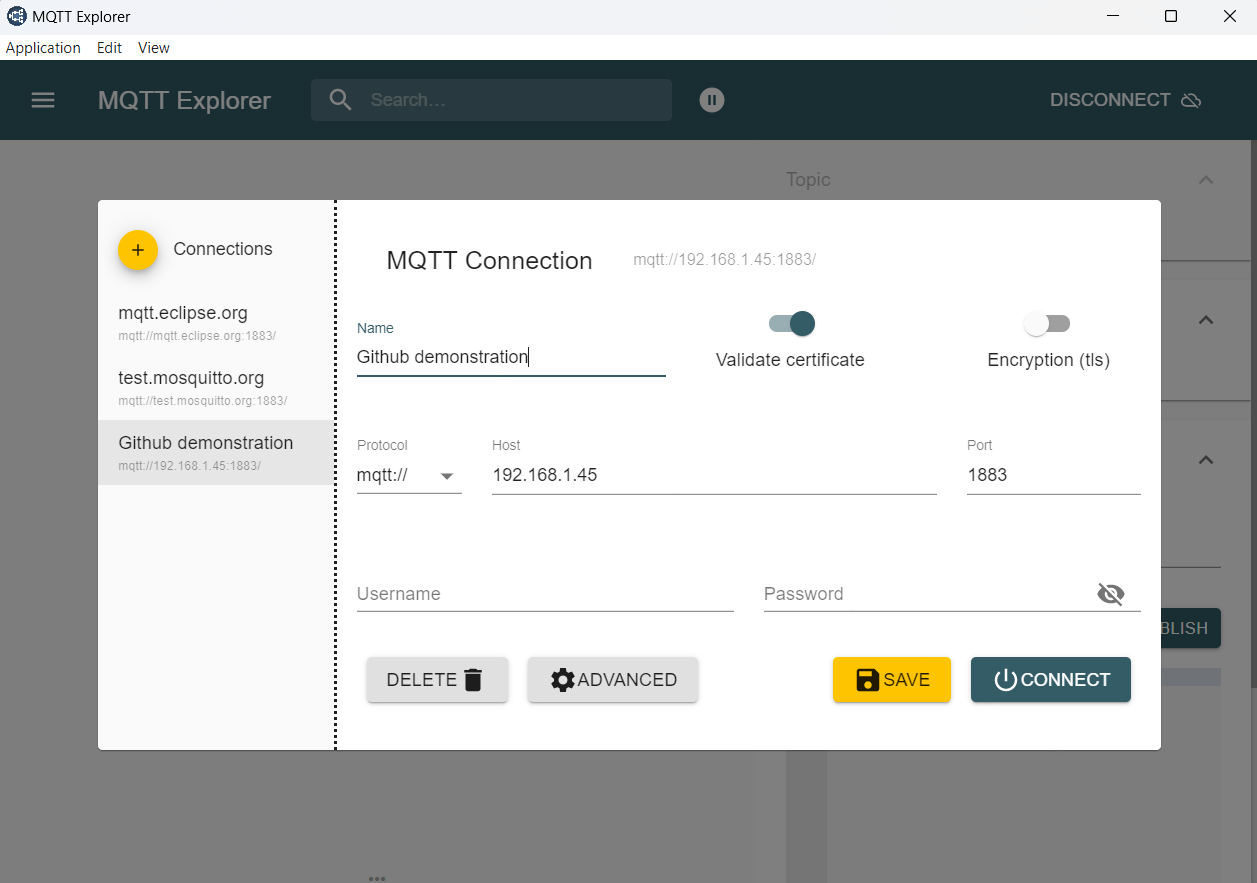 MQTT Explorer
Application Edit View
MQTT Explorer Search... DISCONNECT
Topic
+ Connections
mqtt.eclipse.org
mqtt://mqtt.eclipse.org:1883/
test.mosquitto.org
mqtt://test.mosquitto.org:1883/
Github demonstration
mqtt://192.168.1.45:1883/
MQTT Connection mqtt://192.168.1.45:1883/
Name
Github demonstration
Validate certificate
Encryption (tls)
Protocol Host Port
mqtt:// 192.168.1.45 1883
Username Password
DELETE ADVANCED SAVE CONNECT
BLISH